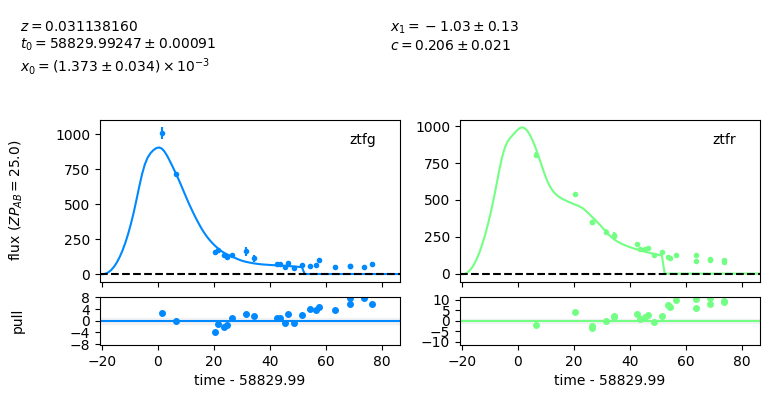 z = 0.031138160
t0 = 58829.99247 ± 0.00091
x0 = (1.373 ± 0.034) × 10^−3
x1 = −1.03 ± 0.13
c = 0.206 ± 0.021
flux (ZP_AB = 25.0)
1000
750
500
250
0
ztfg
1000
750
500
250
0
ztfr
pull
8
4
0
−4
−8
−20 0 20 40 60 80
time - 58829.99
10
5
0
−5
−10
−20 0 20 40 60 80
time - 58829.99